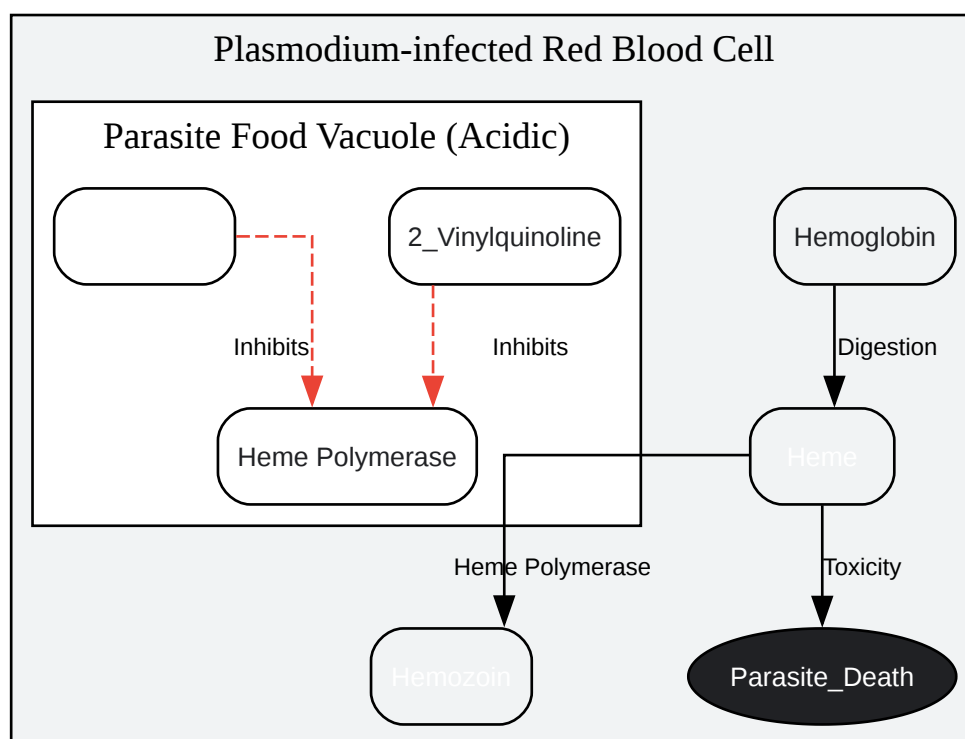 Plasmodium-infected Red Blood Cell
Parasite Food Vacuole (Acidic)
2_Vinylquinoline
Hemoglobin
Inhibits
Inhibits
Digestion
Heme Polymerase
Heme
Heme Polymerase
Toxicity
Hemozoin
Parasite_Death